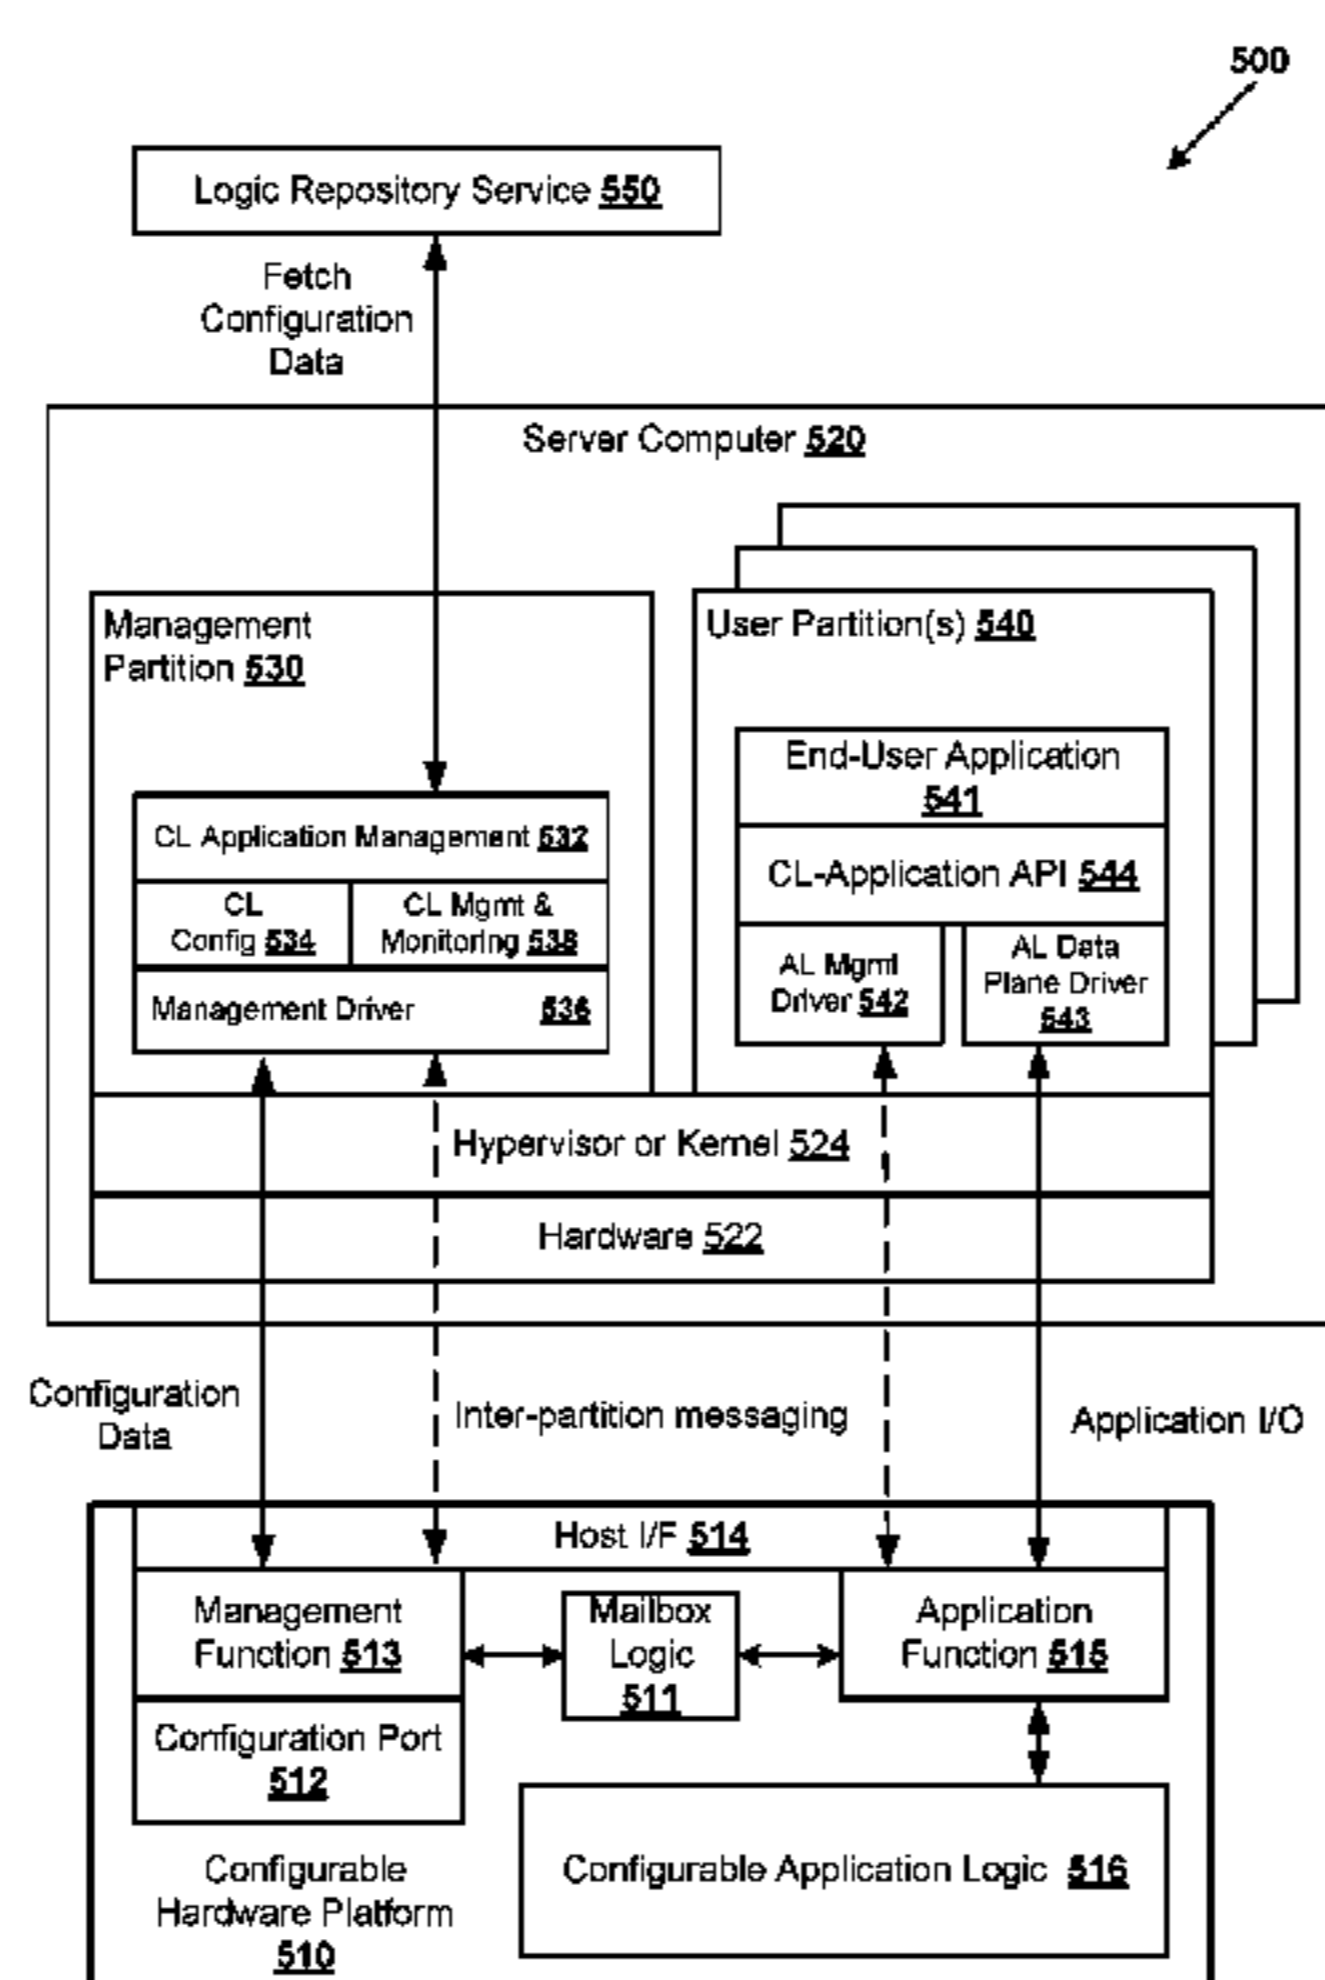 500
Logic Repository Service 550
Fetch
Configuration
Data
Server Computer 520
Management
Partition 530
User Partition(s) 540
End-User Application
541
CL-Application API 544
AL Mgmt
Driver 542
AL Data
Plane Driver
543
CL Application Management 532
CL
Config 534
CL Mgmt &
Monitoring 538
Management Driver 536
Hypervisor or Kernel 524
Hardware 522
Configuration
Data
Inter-partition messaging
Application I/O
Host I/F 514
Management
Function 513
Mailbox
Logic
511
Application
Function 515
Configuration Port
512
Configurable Application Logic 516
Configurable
Hardware Platform
510